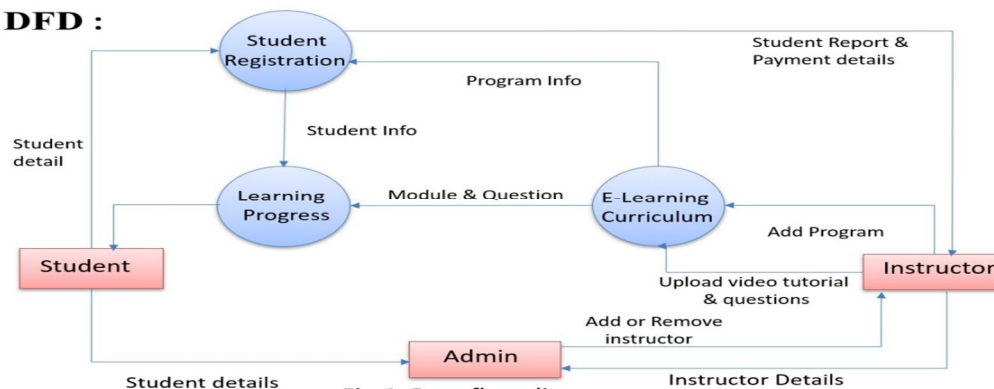 DFD :
Student
Registration
Student Report &
Payment details
Program Info
Student
detail
Student Info
Learning
Progress
Module & Question
E-Learning
Curriculum
Add Program
Student
Instructor
Upload video tutorial
& questions
Add or Remove
instructor
Admin
Student details
Instructor Details